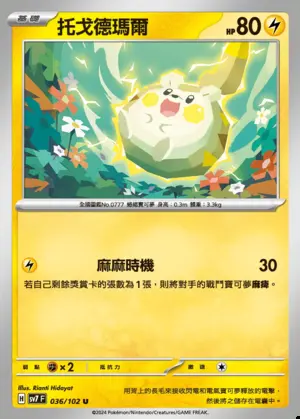 基礎 托戈德瑪爾 HP80
全國圖鑑No.0777 捲縮寶可夢 身高：0.3m 體重：3.3kg
麻麻時機 30
若自己剩餘獎賞卡的張數為1張，則將對手的戰鬥寶可夢麻痺。
弱點 ×2 抵抗力 撤退
Illus. Rianti Hidayat
H SV7 F 036/102 U
用背上的長毛來接收閃電和電氣寶可夢釋放的電擊，
然後將之儲存在電囊中。
©2024 Pokémon/Nintendo/Creatures/GAME FREAK.